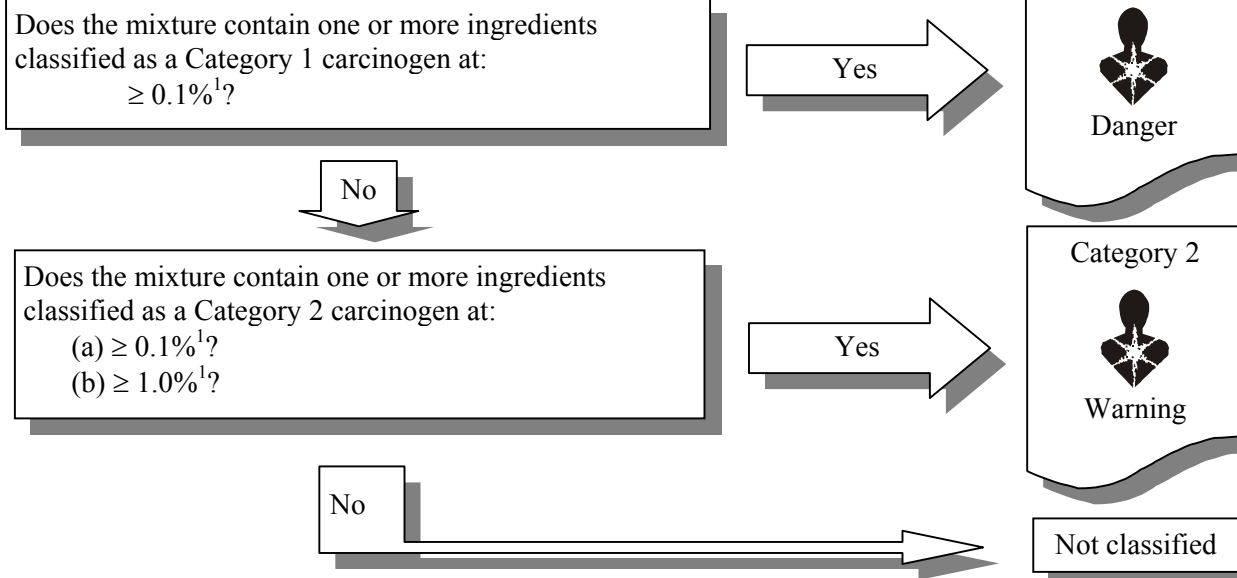 Does the mixture contain one or more ingredients
classified as a Category 1 carcinogen at:
≥ 0.1%¹?
Yes
Danger
No
Does the mixture contain one or more ingredients
classified as a Category 2 carcinogen at:
(a) ≥ 0.1%¹?
(b) ≥ 1.0%¹?
Yes
Category 2
Warning
No
Not classified